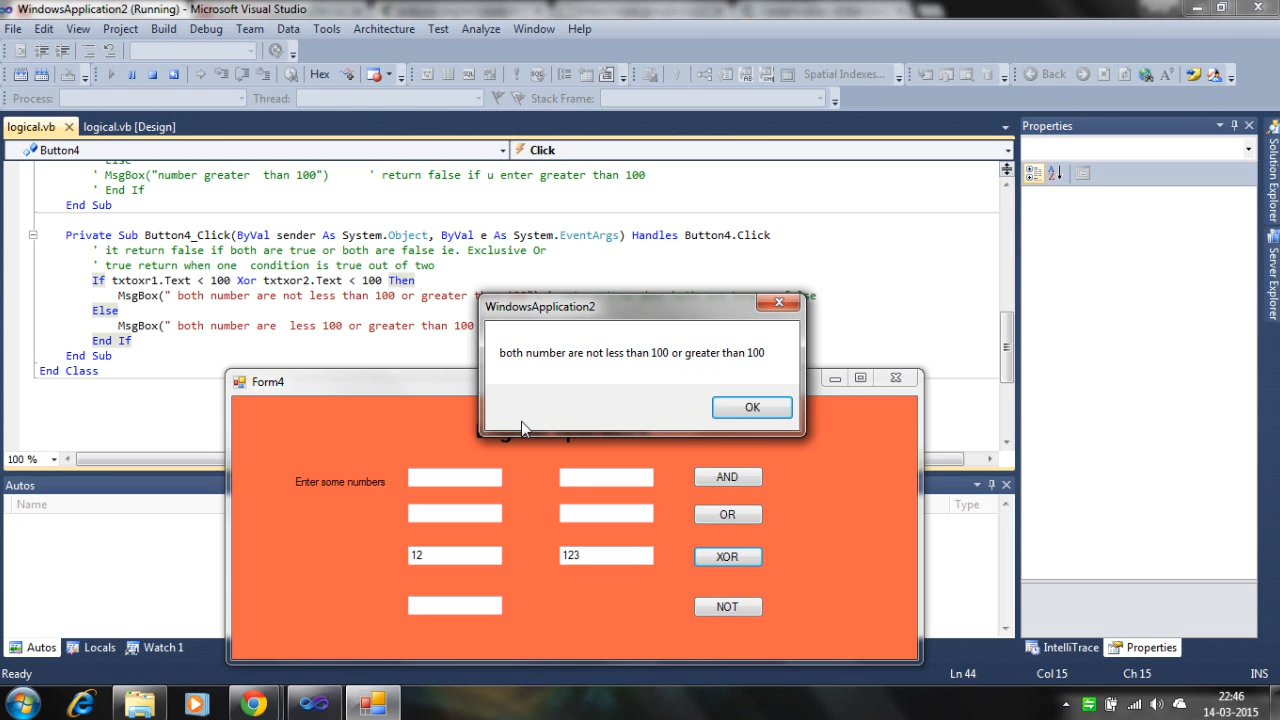 WindowsApplication2 (Running) - Microsoft Visual Studio
File Edit View Project Build Debug Team Data Tools Architecture Test Analyze Window Help
Hex Spatial Indexes... Back
Process: Thread: Stack Frame:
logical.vb logical.vb [Design] Properties
Button4 Click
' MsgBox("number greater  than 100") ' return false if u enter greater than 100
' End If
End Sub
Private Sub Button4_Click(ByVal sender As System.Object, ByVal e As System.EventArgs) Handles Button4.Click
' it return false if both are true or both are false ie. Exclusive Or
' true return when one  condition is true out of two
If txtoxr1.Text < 100 Xor txtxor2.Text < 100 Then
MsgBox(" both number are not less than 100 or greater
Else
MsgBox(" both number are  less 100 or greater than 100
End If
End Sub
End Class
WindowsApplication2
both number are not less than 100 or greater than 100
OK
Form4
Enter some numbers
AND
OR
12 123 XOR
NOT
100 %
Autos
Name Type
Autos Locals Watch 1
IntelliTrace Properties
Solution Explorer
Server Explorer
Ready Ln 44 Col 15 Ch 15 INS
22:46
14-03-2015